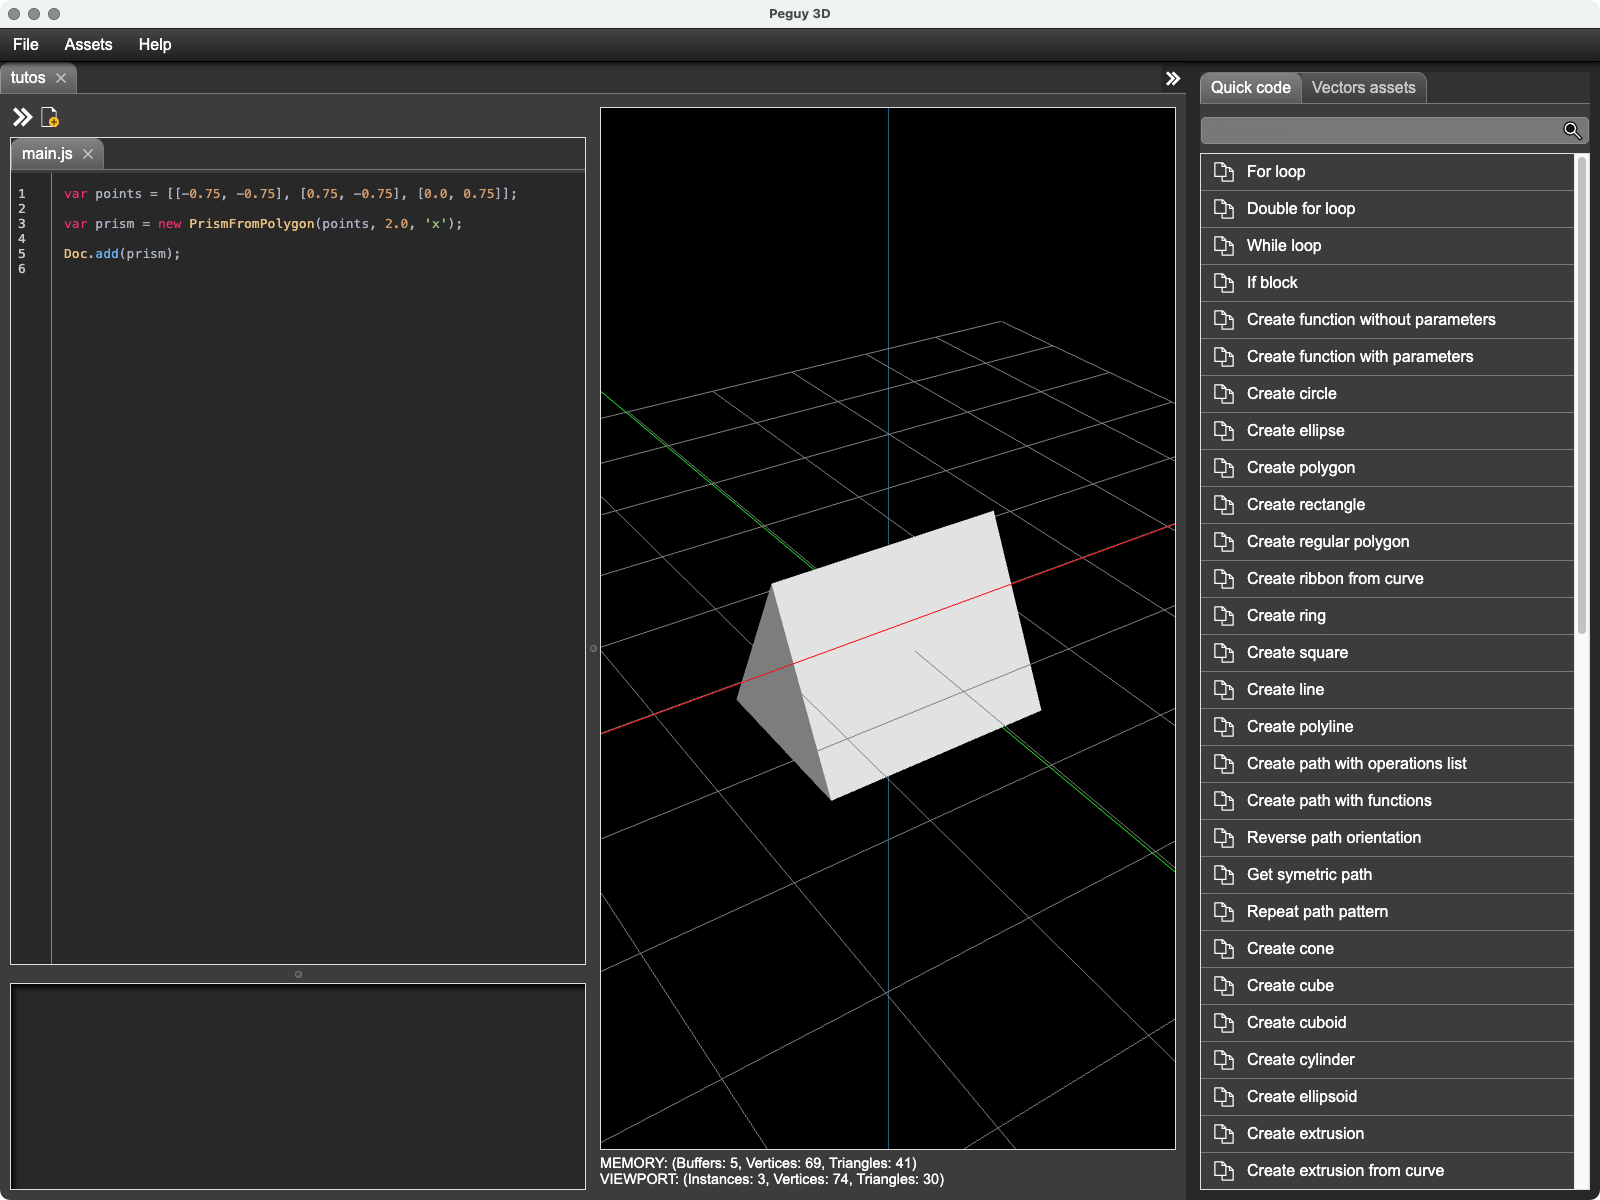 Peguy 3D
File Assets Help
tutos
main.js
1 var points = [[-0.75, -0.75], [0.75, -0.75], [0.0, 0.75]];
2
3 var prism = new PrismFromPolygon(points, 2.0, 'x');
4
5 Doc.add(prism);
6
MEMORY: (Buffers: 5, Vertices: 69, Triangles: 41)
VIEWPORT: (Instances: 3, Vertices: 74, Triangles: 30)
Quick code Vectors assets
For loop
Double for loop
While loop
If block
Create function without parameters
Create function with parameters
Create circle
Create ellipse
Create polygon
Create rectangle
Create regular polygon
Create ribbon from curve
Create ring
Create square
Create line
Create polyline
Create path with operations list
Create path with functions
Reverse path orientation
Get symetric path
Repeat path pattern
Create cone
Create cube
Create cuboid
Create cylinder
Create ellipsoid
Create extrusion
Create extrusion from curve